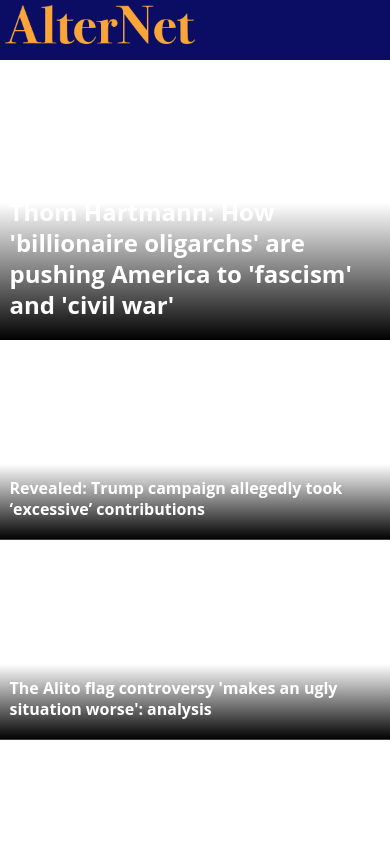 AlterNet
Thom Hartmann: How
'billionaire oligarchs' are
pushing America to 'fascism'
and 'civil war'
Revealed: Trump campaign allegedly took
‘excessive’ contributions
The Alito flag controversy 'makes an ugly
situation worse': analysis